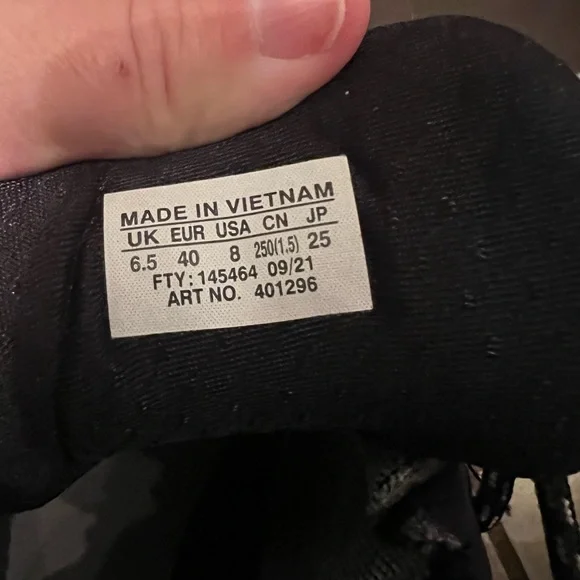 MADE IN VIETNAM
UK EUR USA CN JP
6.5 40 8 250(1.5) 25
FTY: 145464 09/21
ART NO. 401296